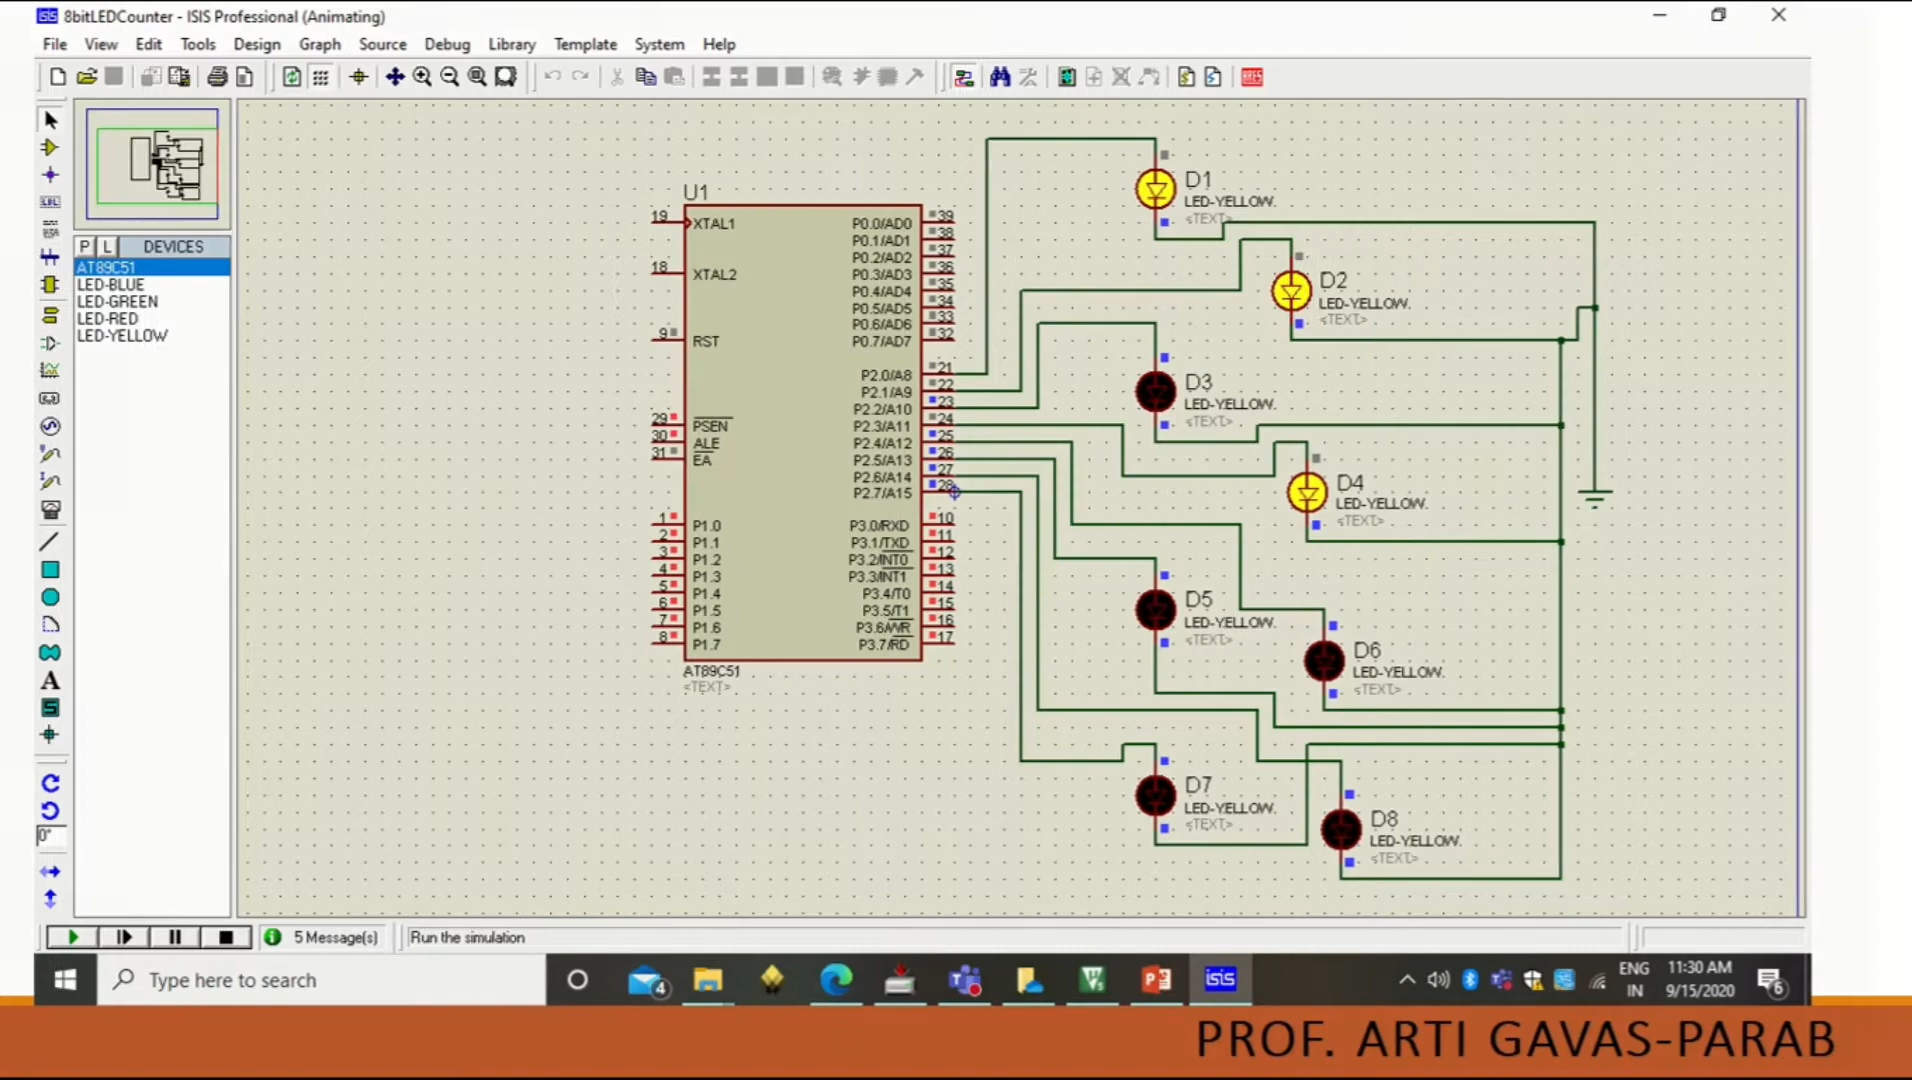 8bitLEDCounter - ISIS Professional (Animating)
File View Edit Tools Design Graph Source Debug Library Template System Help
P L DEVICES
AT89C51
LED-BLUE
LED-GREEN
LED-RED
LED-YELLOW
U1
19 XTAL1
18 XTAL2
9 RST
29 PSEN
30 ALE
31 EA
1 P1.0
2 P1.1
3 P1.2
4 P1.3
5 P1.4
6 P1.5
7 P1.6
8 P1.7
P0.0/AD0 39
P0.1/AD1 38
P0.2/AD2 37
P0.3/AD3 36
P0.4/AD4 35
P0.5/AD5 34
P0.6/AD6 33
P0.7/AD7 32
P2.0/A8 21
P2.1/A9 22
P2.2/A10 23
P2.3/A11 24
P2.4/A12 25
P2.5/A13 26
P2.6/A14 27
P2.7/A15 28
P3.0/RXD 10
P3.1/TXD 11
P3.2/INT0 12
P3.3/INT1 13
P3.4/T0 14
P3.5/T1 15
P3.6/WR 16
P3.7/RD 17
AT89C51
<TEXT>
D1
LED-YELLOW
<TEXT>
D2
LED-YELLOW
<TEXT>
D3
LED-YELLOW
<TEXT>
D4
LED-YELLOW
<TEXT>
D5
LED-YELLOW
<TEXT>
D6
LED-YELLOW
<TEXT>
D7
LED-YELLOW
<TEXT>
D8
LED-YELLOW
<TEXT>
0°
5 Message(s) Run the simulation
Type here to search
4
ENG
IN
11:30 AM
9/15/2020
6
PROF. ARTI GAVAS-PARAB